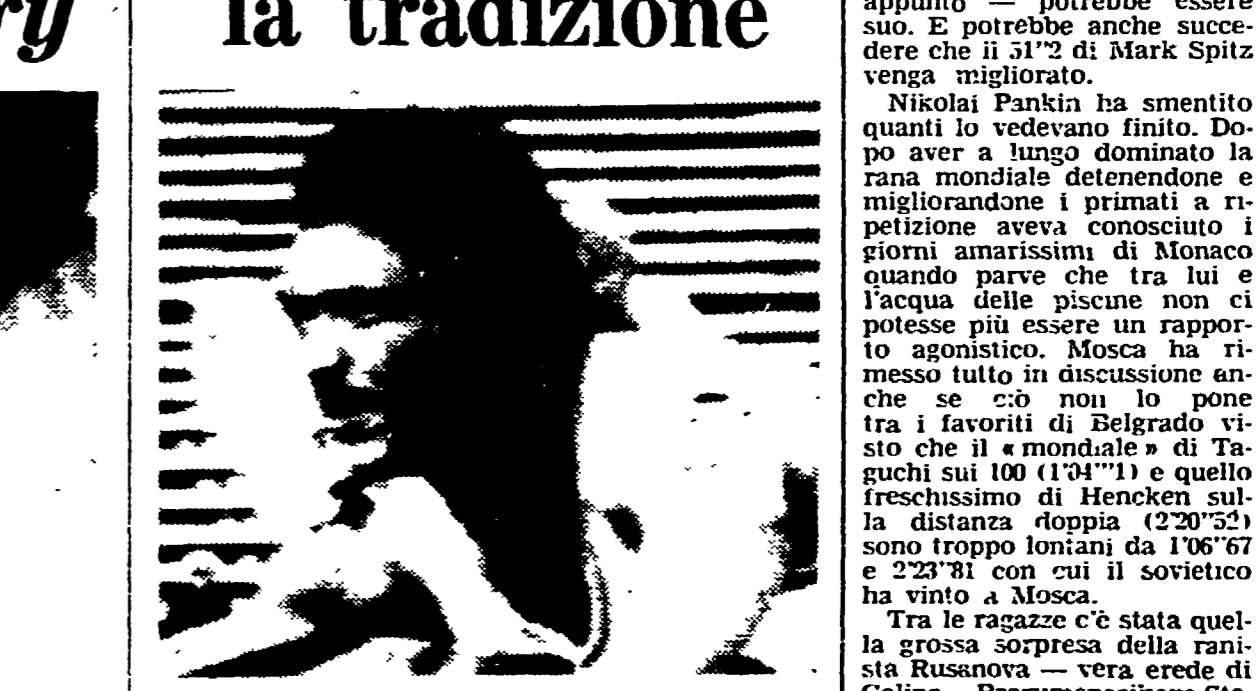 ry
la tradizione
appunto — potrebbe essere
suo. E potrebbe anche succe-
dere che ii 51"2 di Mark Spitz
venga migliorato.
Nikolai Pankin ha smentito
quanti lo vedevano finito. Do-
po aver a lungo dominato la
rana mondiale detenendone e
migliorandone i primati a ri-
petizione aveva conosciuto i
giorni amarissimi di Monaco
quando parve che tra lui e
l'acqua delle piscine non ci
potesse più essere un rappor-
to agonistico. Mosca ha ri-
messo tutto in discussione an-
che se ciò non lo pone
tra i favoriti di Belgrado vi-
sto che il « mondiale » di Ta-
guchi sui 100 (1'04""1) e quello
freschissimo di Hencken sul-
la distanza doppia (2'20"52)
sono troppo lontani da 1'06"67
e 2'23"81 con cui il sovietico
ha vinto a Mosca.
Tra le ragazze c'è stata quel-
la grossa sorpresa della rani-
sta Rusanova — vera erede di